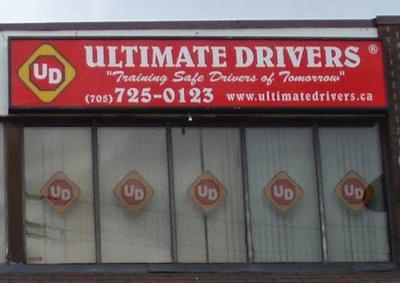 UD ULTIMATE DRIVERS ®
"Training Safe Drivers of Tomorrow"
(705) 725-0123 www.ultimatedrivers.ca
UD UD UD UD UD